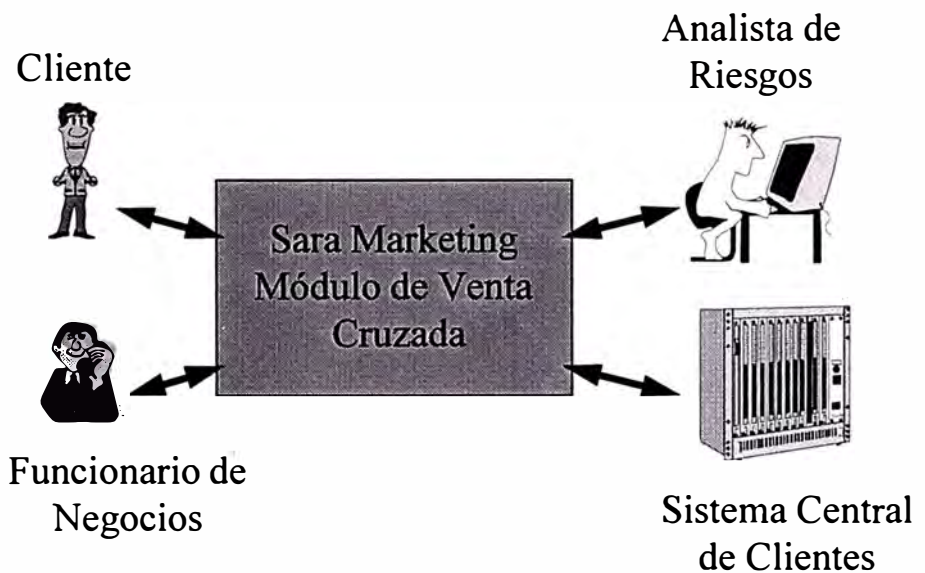 Cliente
Analista de
Riesgos
Sara Marketing
Módulo de Venta
Cruzada
Funcionario de
Negocios
Sistema Central
de Clientes